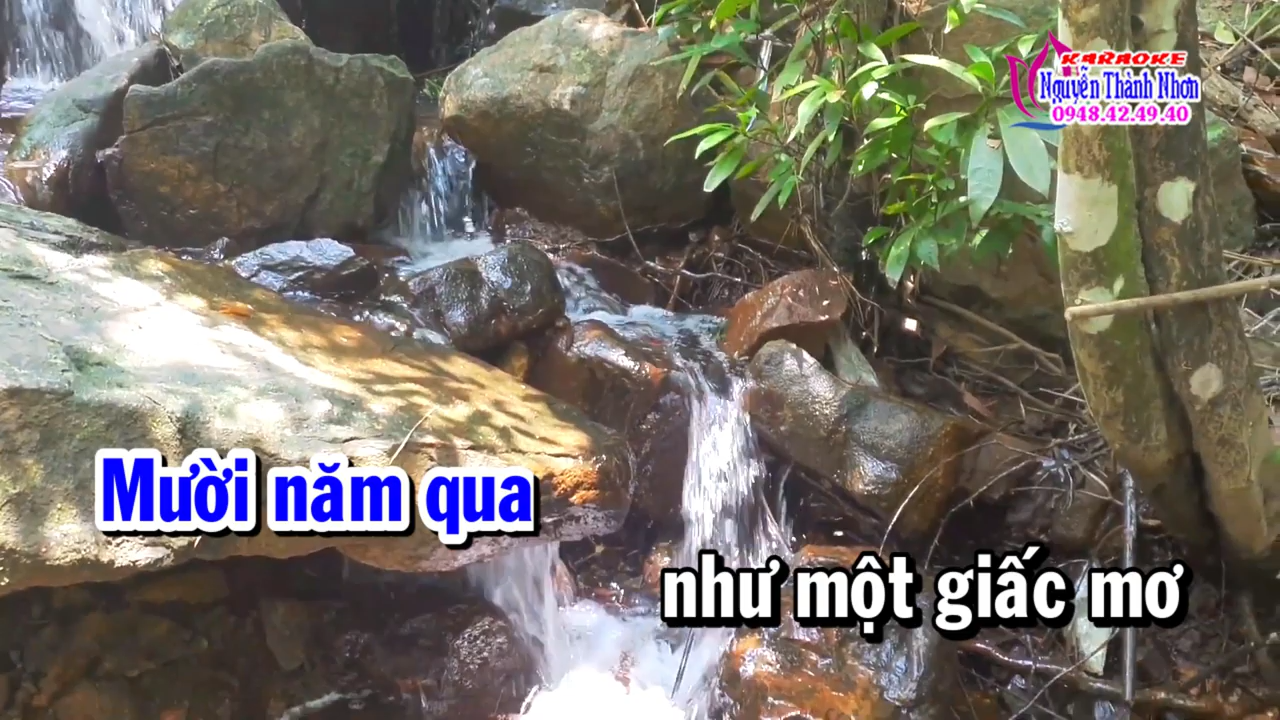 KARAOKE
Nguyễn Thành Nhơn
0948.42.49.40
Mười năm qua
như một giấc mơ